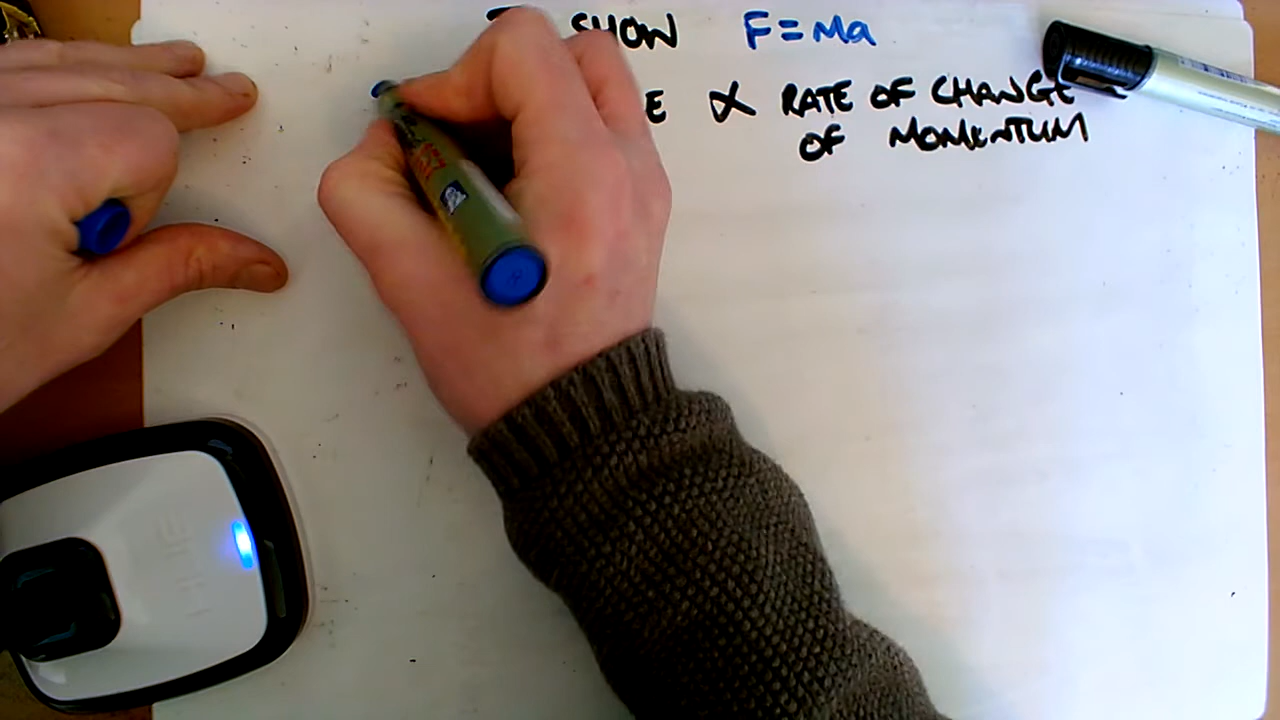 SHOW F=Ma
E ∝ RATE OF CHANGE
OF MOMENTUM